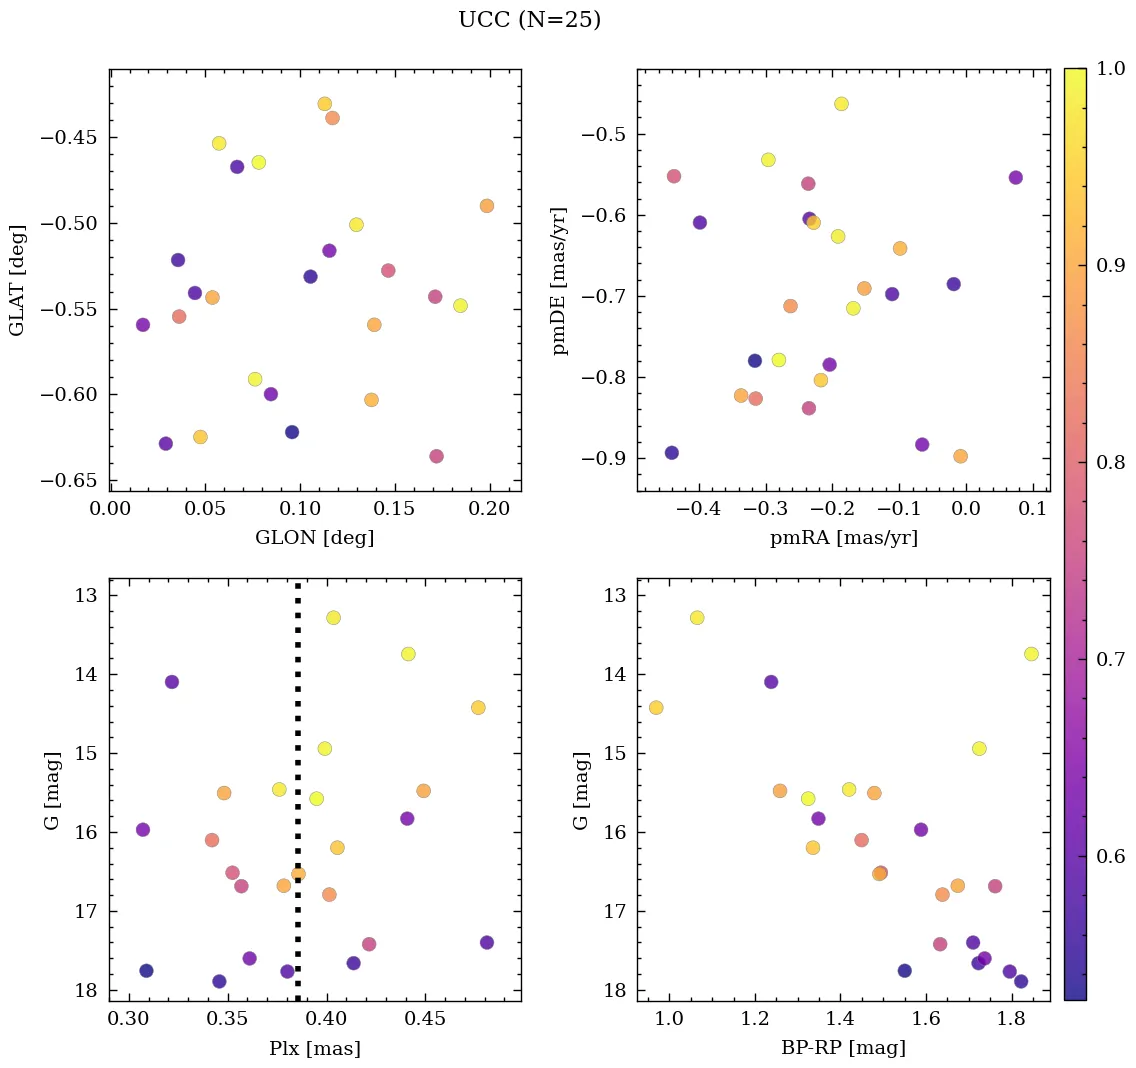 UCC (N=25)
−0.45
−0.50
−0.55
−0.60
−0.65
GLAT [deg]
0.00 0.05 0.10 0.15 0.20
GLON [deg]
−0.5
−0.6
−0.7
−0.8
−0.9
pmDE [mas/yr]
−0.4 −0.3 −0.2 −0.1 0.0 0.1
pmRA [mas/yr]
1.0
0.9
0.8
0.7
0.6
13
14
15
16
17
18
G [mag]
0.30 0.35 0.40 0.45
Plx [mas]
13
14
15
16
17
18
G [mag]
1.0 1.2 1.4 1.6 1.8
BP-RP [mag]